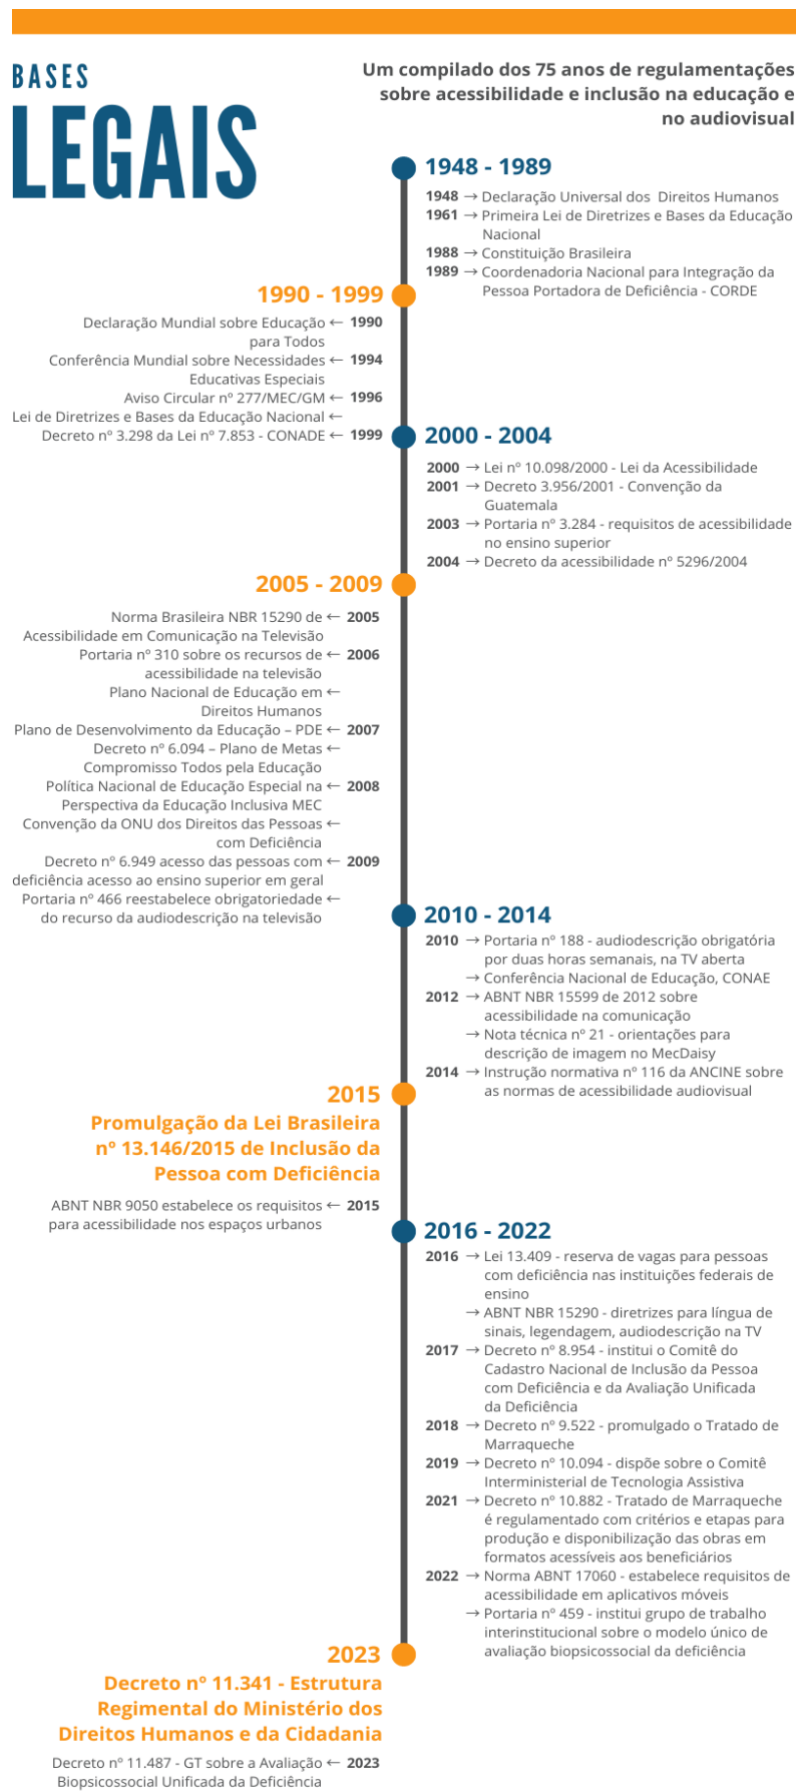 BASES
LEGAIS
Um compilado dos 75 anos de regulamentações
sobre acessibilidade e inclusão na educação e
no audiovisual
1948 - 1989
1948 → Declaração Universal dos Direitos Humanos
1961 → Primeira Lei de Diretrizes e Bases da Educação
Nacional
1988 → Constituição Brasileira
1989 → Coordenadoria Nacional para Integração da
Pessoa Portadora de Deficiência - CORDE
1990 - 1999
Declaração Mundial sobre Educação ← 1990
para Todos
Conferência Mundial sobre Necessidades ← 1994
Educativas Especiais
Aviso Circular nº 277/MEC/GM ← 1996
Lei de Diretrizes e Bases da Educação Nacional ←
Decreto nº 3.298 da Lei nº 7.853 - CONADE ← 1999
2000 - 2004
2000 → Lei nº 10.098/2000 - Lei da Acessibilidade
2001 → Decreto 3.956/2001 - Convenção da
Guatemala
2003 → Portaria nº 3.284 - requisitos de acessibilidade
no ensino superior
2004 → Decreto da acessibilidade nº 5296/2004
2005 - 2009
Norma Brasileira NBR 15290 de ← 2005
Acessibilidade em Comunicação na Televisão
Portaria nº 310 sobre os recursos de ← 2006
acessibilidade na televisão
Plano Nacional de Educação em ←
Direitos Humanos
Plano de Desenvolvimento da Educação – PDE ← 2007
Decreto nº 6.094 – Plano de Metas ←
Compromisso Todos pela Educação
Política Nacional de Educação Especial na ← 2008
Perspectiva da Educação Inclusiva MEC
Convenção da ONU dos Direitos das Pessoas ←
com Deficiência
Decreto nº 6.949 acesso das pessoas com ← 2009
deficiência acesso ao ensino superior em geral
Portaria nº 466 reestabelece obrigatoriedade ←
do recurso da audiodescrição na televisão
2010 - 2014
2010 → Portaria nº 188 - audiodescrição obrigatória
por duas horas semanais, na TV aberta
→ Conferência Nacional de Educação, CONAE
2012 → ABNT NBR 15599 de 2012 sobre
acessibilidade na comunicação
→ Nota técnica nº 21 - orientações para
descrição de imagem no MecDaisy
2014 → Instrução normativa nº 116 da ANCINE sobre
as normas de acessibilidade audiovisual
2015
Promulgação da Lei Brasileira
nº 13.146/2015 de Inclusão da
Pessoa com Deficiência
ABNT NBR 9050 estabelece os requisitos ← 2015
para acessibilidade nos espaços urbanos
2016 - 2022
2016 → Lei 13.409 - reserva de vagas para pessoas
com deficiência nas instituições federais de
ensino
→ ABNT NBR 15290 - diretrizes para língua de
sinais, legendagem, audiodescrição na TV
2017 → Decreto nº 8.954 - institui o Comitê do
Cadastro Nacional de Inclusão da Pessoa
com Deficiência e da Avaliação Unificada
da Deficiência
2018 → Decreto nº 9.522 - promulgado o Tratado de
Marraqueche
2019 → Decreto nº 10.094 - dispõe sobre o Comitê
Interministerial de Tecnologia Assistiva
2021 → Decreto nº 10.882 - Tratado de Marraqueche
é regulamentado com critérios e etapas para
produção e disponibilização das obras em
formatos acessíveis aos beneficiários
2022 → Norma ABNT 17060 - estabelece requisitos de
acessibilidade em aplicativos móveis
→ Portaria nº 459 - institui grupo de trabalho
interinstitucional sobre o modelo único de
avaliação biopsicossocial da deficiência
2023
Decreto nº 11.341 - Estrutura
Regimental do Ministério dos
Direitos Humanos e da Cidadania
Decreto nº 11.487 - GT sobre a Avaliação ← 2023
Biopsicossocial Unificada da Deficiência